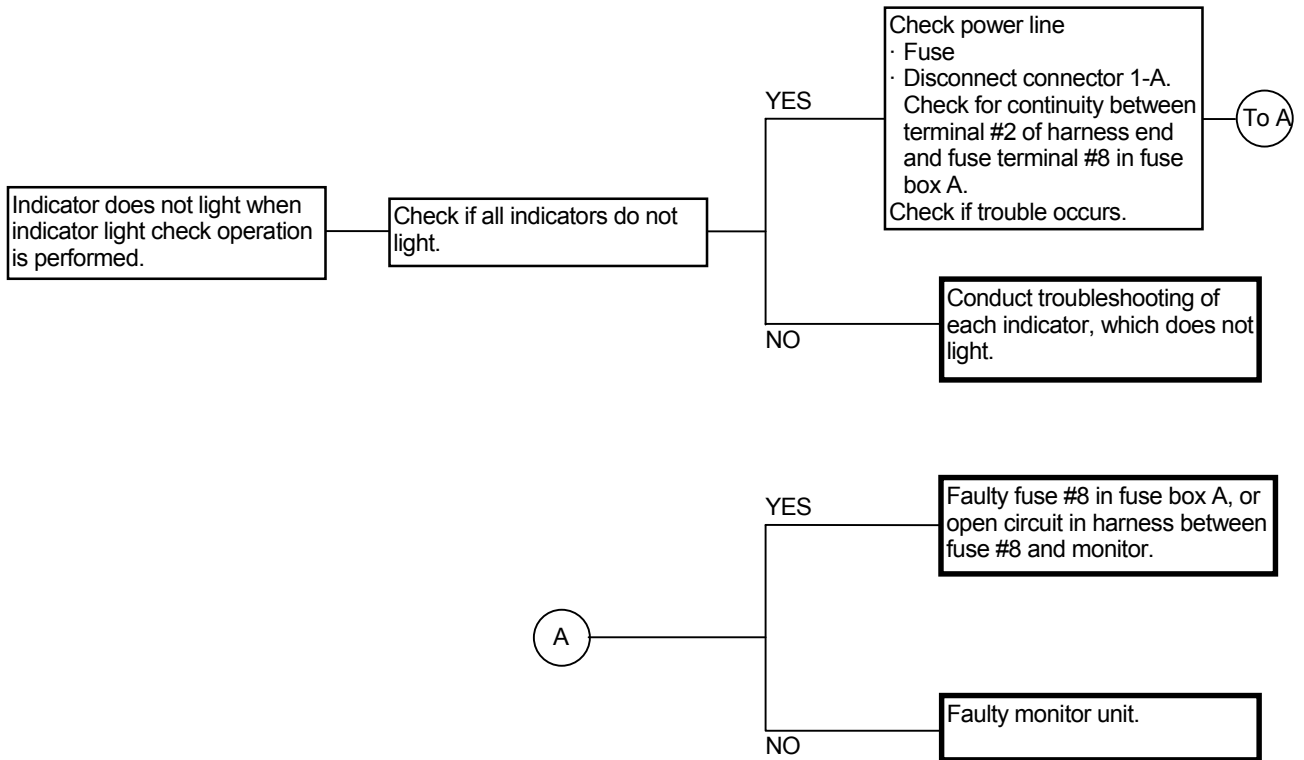 Indicator does not light when
indicator light check operation
is performed.
Check if all indicators do not
light.
YES
Check power line
· Fuse
· Disconnect connector 1-A.
Check for continuity between
terminal #2 of harness end
and fuse terminal #8 in fuse
box A.
Check if trouble occurs.
To A
NO
Conduct troubleshooting of
each indicator, which does not
light.
A
YES
Faulty fuse #8 in fuse box A, or
open circuit in harness between
fuse #8 and monitor.
NO
Faulty monitor unit.